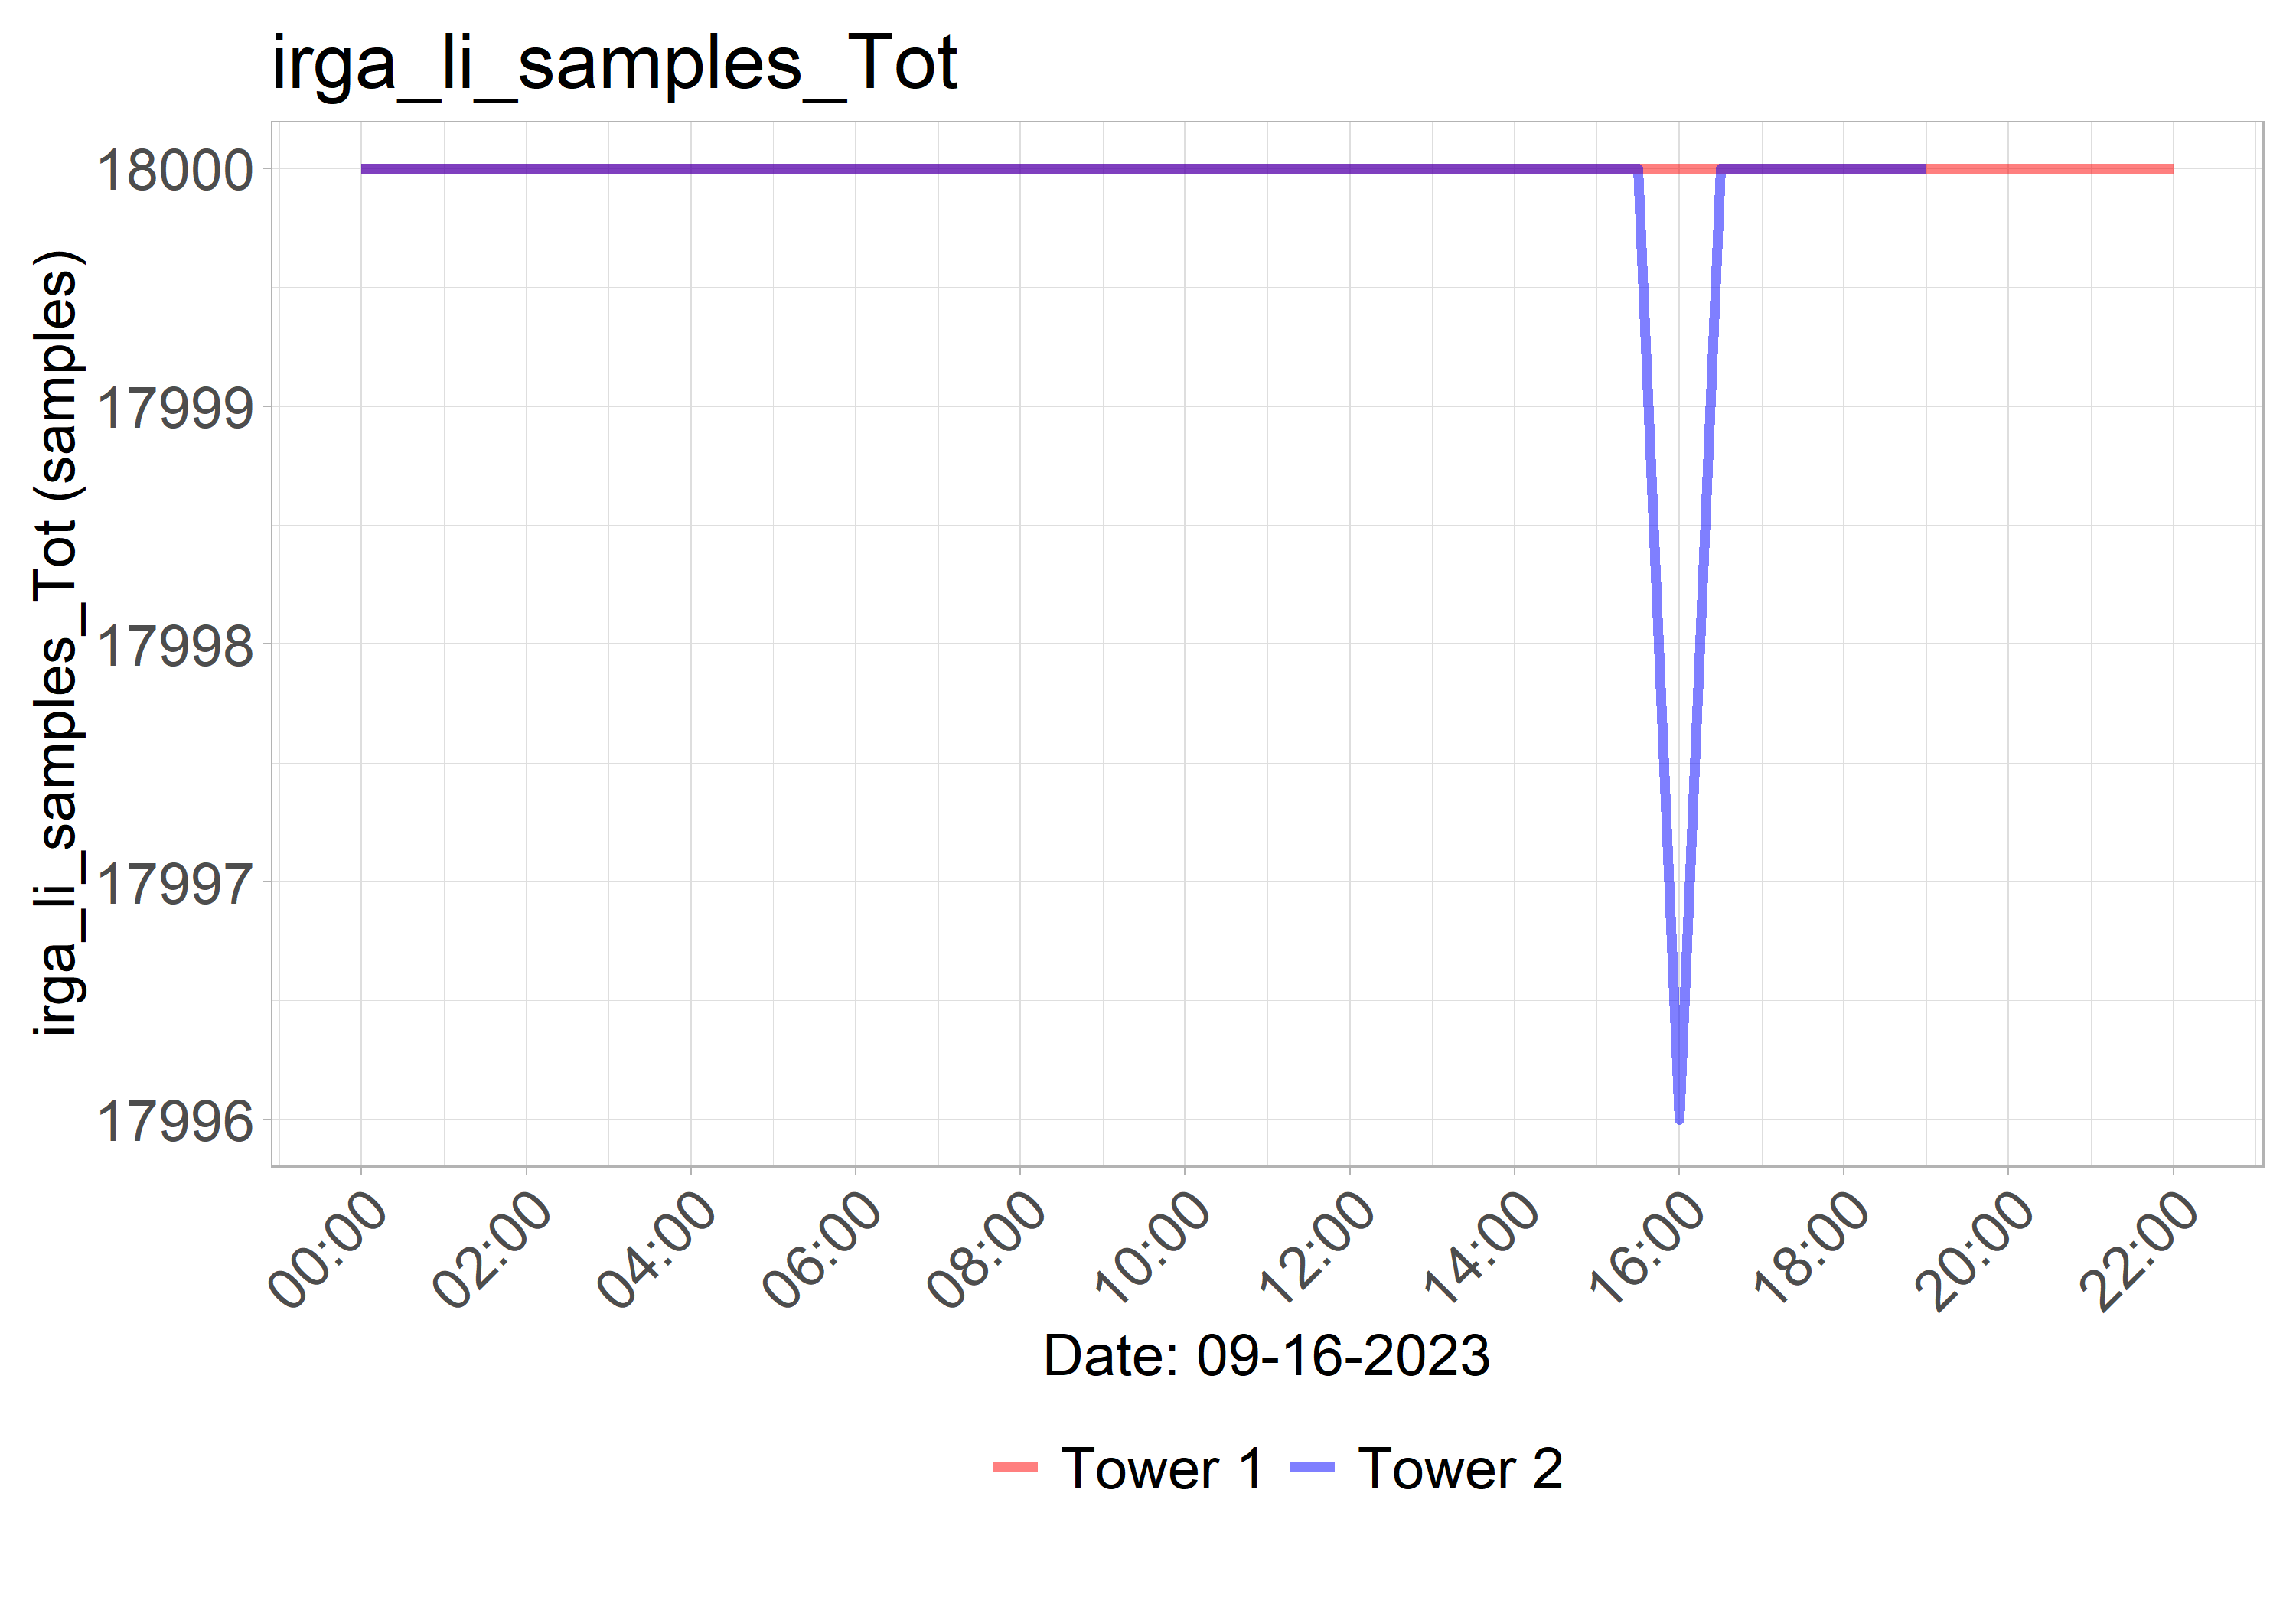 irga_li_samples_Tot
irga_li_samples_Tot (samples)
18000
17999
17998
17997
17996
00:00 02:00 04:00 06:00 08:00 10:00 12:00 14:00 16:00 18:00 20:00 22:00
Date: 09-16-2023
Tower 1 Tower 2